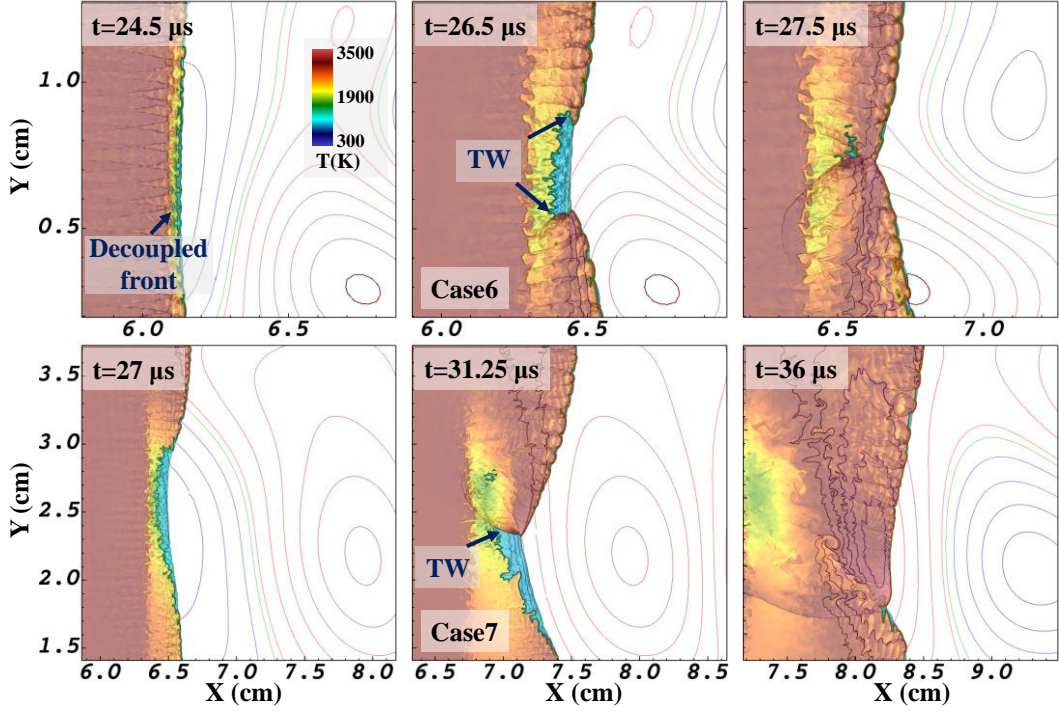 t=24.5 μs
t=26.5 μs
t=27.5 μs
3500
1900
300
T(K)
1.0
0.5
Y (cm)
Decoupled
front
TW
Case6
6.0 6.5
6.0 6.5
6.5 7.0
t=27 μs
t=31.25 μs
t=36 μs
3.5
3.0
2.5
2.0
1.5
Y (cm)
TW
Case7
6.0 6.5 7.0 7.5 8.0
6.5 7.0 7.5 8.0 8.5
7.5 8.0 8.5 9.0
X (cm)
X (cm)
X (cm)